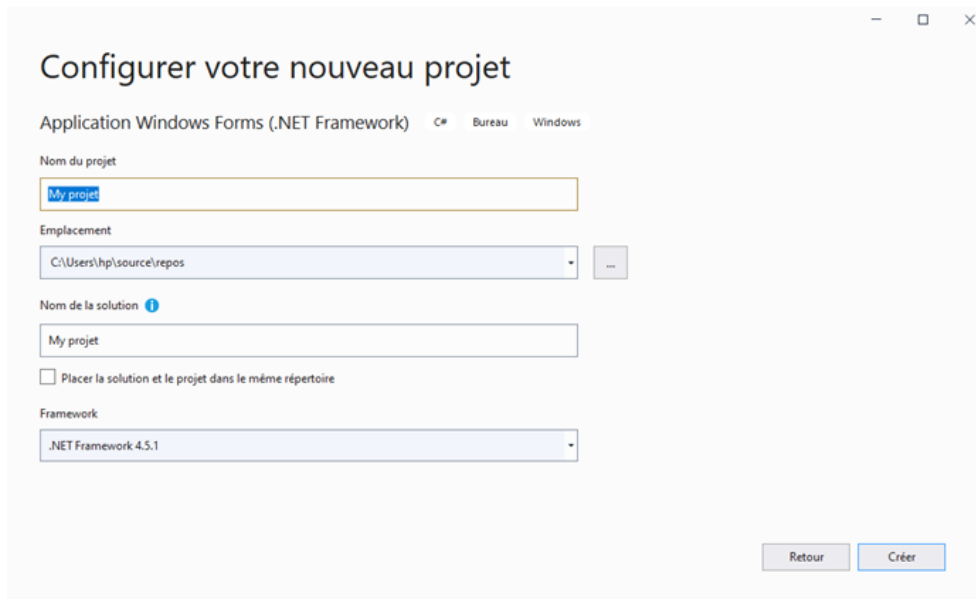 Configurer votre nouveau projet
Application Windows Forms (.NET Framework) C# Bureau Windows
Nom du projet
My projet
Emplacement
C:\Users\hp\source\repos
...
Nom de la solution
My projet
Placer la solution et le projet dans le même répertoire
Framework
.NET Framework 4.5.1
Retour Créer